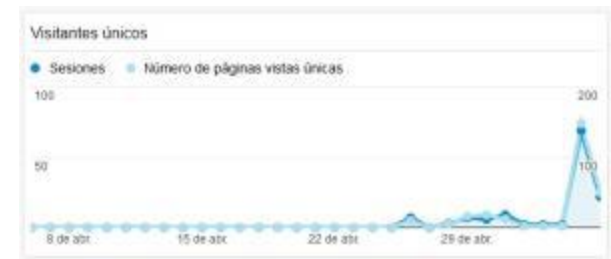 Visitantes únicos
Sesiones Número de páginas vistas únicas
100 200
50 100
8 de abr. 15 de abr. 22 de abr. 29 de abr.